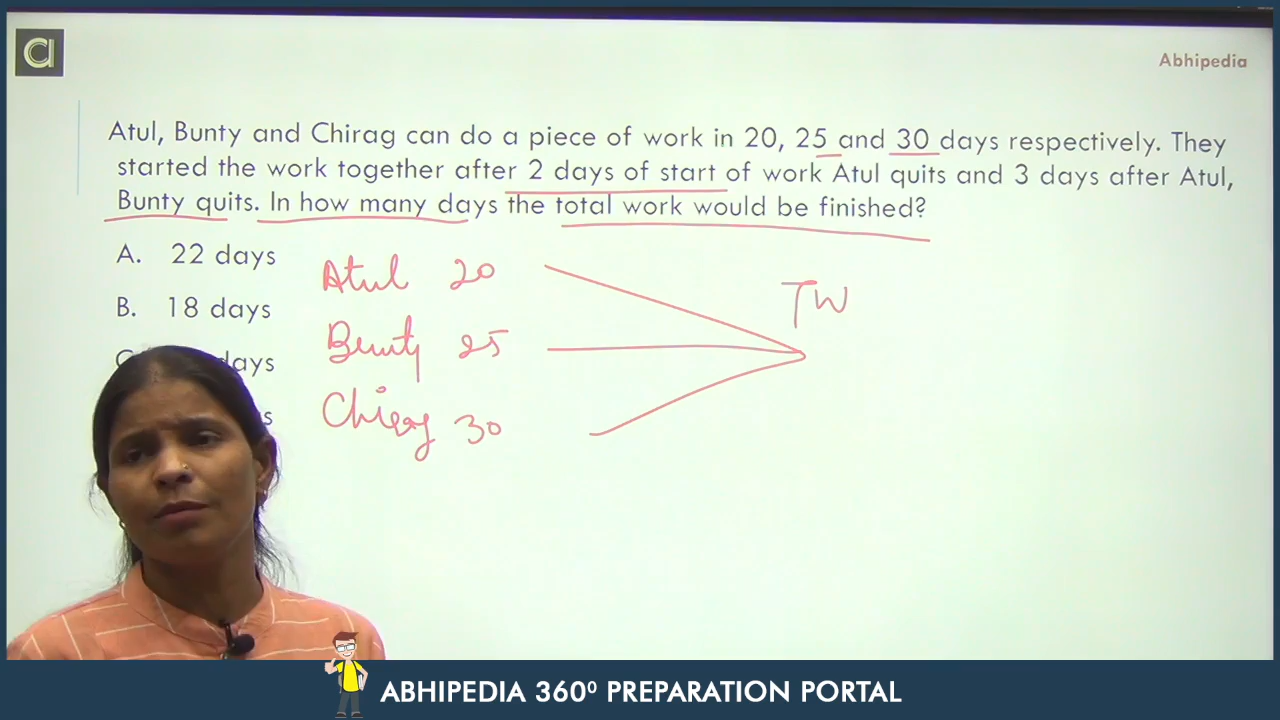 Abhipedia
Atul, Bunty and Chirag can do a piece of work in 20, 25 and 30 days respectively. They
started the work together after 2 days of start of work Atul quits and 3 days after Atul,
Bunty quits. In how many days the total work would be finished?
A. 22 days
B. 18 days
days
Atul 20
Bunty 25
Chirag 30
TW
ABHIPEDIA 360⁰ PREPARATION PORTAL